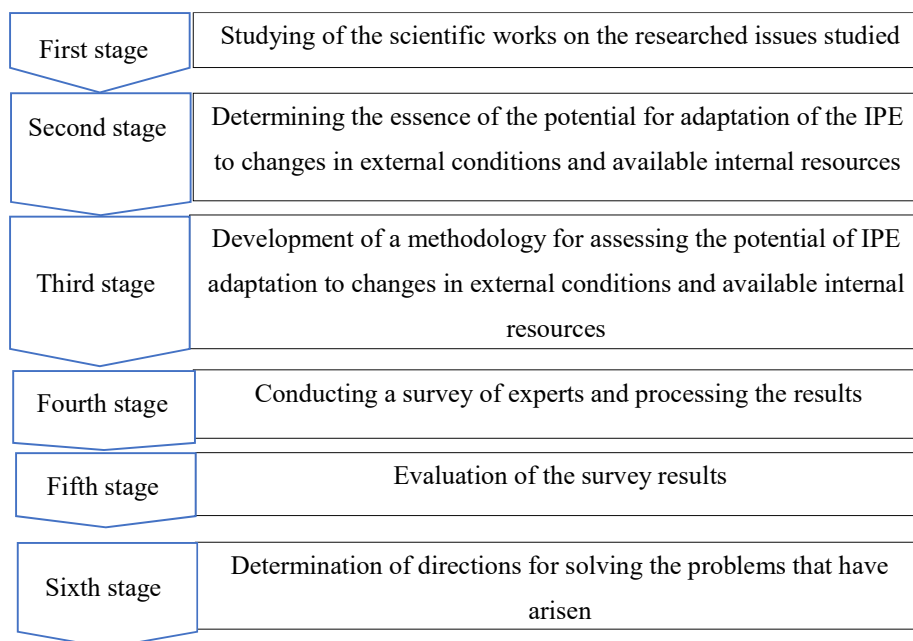 First stage
Studying of the scientific works on the researched issues studied
Second stage
Determining the essence of the potential for adaptation of the IPE
to changes in external conditions and available internal resources
Third stage
Development of a methodology for assessing the potential of IPE
adaptation to changes in external conditions and available internal
resources
Fourth stage
Conducting a survey of experts and processing the results
Fifth stage
Evaluation of the survey results
Sixth stage
Determination of directions for solving the problems that have
arisen